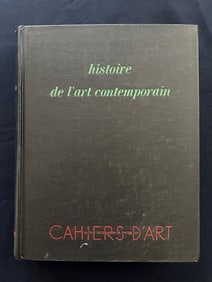 histoire
de l'art contemporain
CAHIERS D'ART